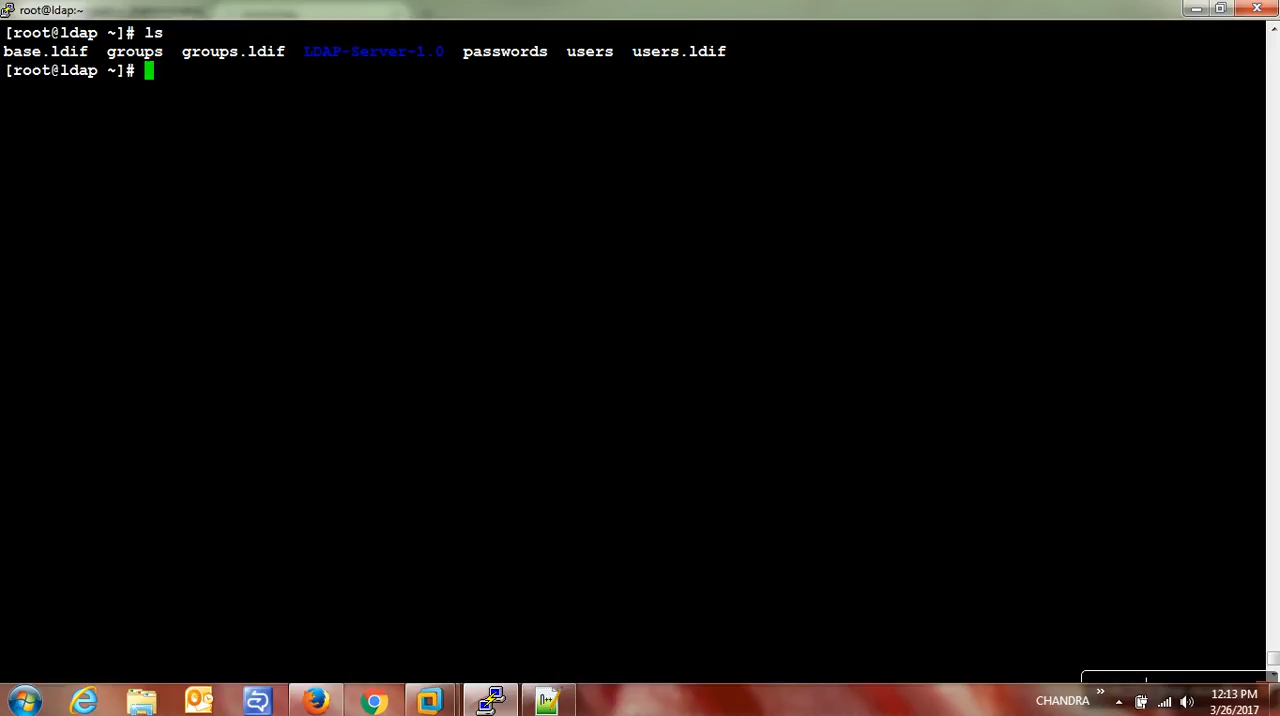 root@ldap:~
[root@ldap ~]# ls
base.ldif groups groups.ldif LDAP-Server-1.0 passwords users users.ldif
[root@ldap ~]#
CHANDRA
12:13 PM
3/26/2017